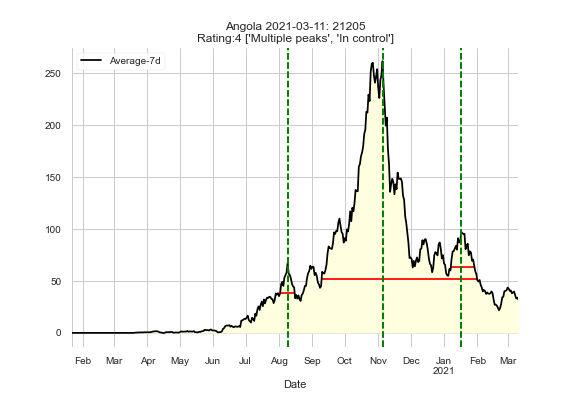 Angola 2021-03-11: 21205
Rating:4 ['Multiple peaks', 'In control']
Average-7d
250
200
150
100
50
0
Feb Mar Apr May Jun Jul Aug Sep Oct Nov Dec Jan Feb Mar
2021
Date